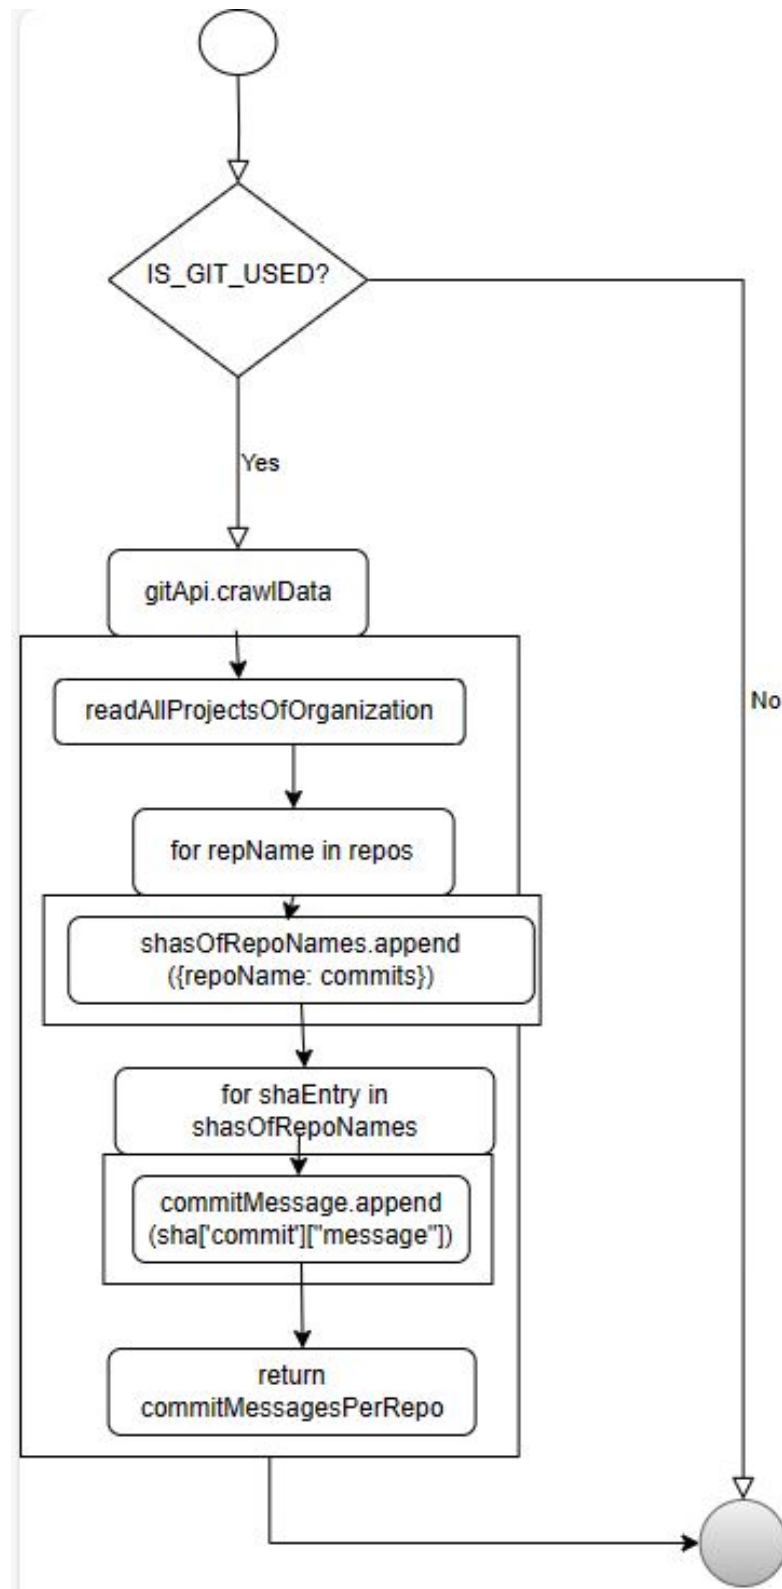 IS_GIT_USED?
Yes
gitApi.crawlData
readAllProjectsOfOrganization
No
for repName in repos
shasOfRepoNames.append
({repoName: commits})
for shaEntry in
shasOfRepoNames
commitMessage.append
(sha['commit']["message"])
return
commitMessagesPerRepo